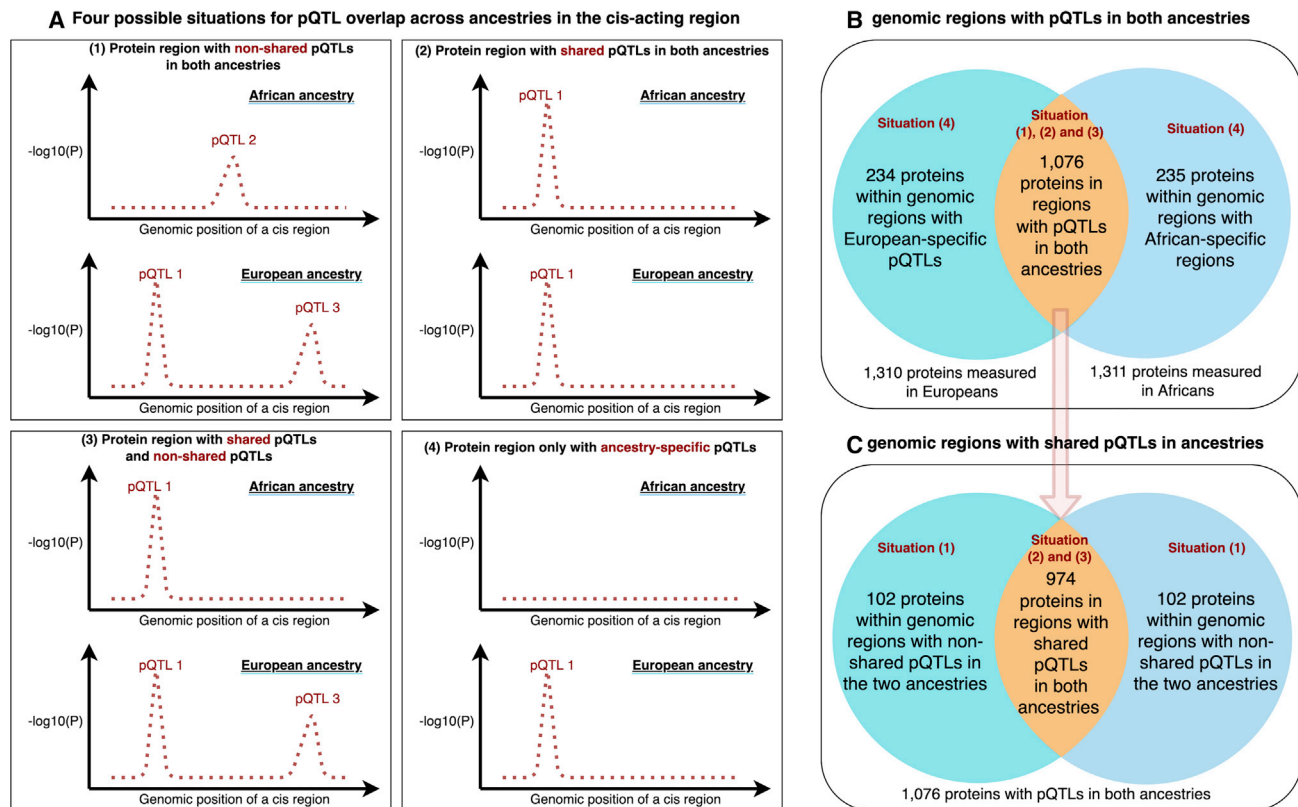 A Four possible situations for pQTL overlap across ancestries in the cis-acting region
(1) Protein region with non-shared pQTLs
in both ancestries
African ancestry
pQTL 2
-log10(P)
Genomic position of a cis region
pQTL 1
European ancestry
pQTL 3
-log10(P)
Genomic position of a cis region
(2) Protein region with shared pQTLs in both ancestries
pQTL 1
African ancestry
-log10(P)
Genomic position of a cis region
pQTL 1
European ancestry
-log10(P)
Genomic position of a cis region
(3) Protein region with shared pQTLs
and non-shared pQTLs
pQTL 1
African ancestry
-log10(P)
Genomic position of a cis region
pQTL 1
European ancestry
pQTL 3
-log10(P)
Genomic position of a cis region
(4) Protein region only with ancestry-specific pQTLs
African ancestry
-log10(P)
Genomic position of a cis region
pQTL 1
European ancestry
-log10(P)
Genomic position of a cis region
B genomic regions with pQTLs in both ancestries
Situation (4)
234 proteins
within genomic
regions with
European-specific
pQTLs
Situation
(1), (2) and (3)
1,076
proteins in
regions
with pQTLs
in both
ancestries
Situation (4)
235 proteins
within genomic
regions with
African-specific
regions
1,310 proteins measured
in Europeans
1,311 proteins measured
in Africans
C genomic regions with shared pQTLs in ancestries
Situation (1)
102 proteins
within genomic
regions with non-
shared pQTLs in
the two ancestries
Situation
(2) and (3)
974
proteins in
regions with
shared
pQTLs
in both
ancestries
Situation (1)
102 proteins
within genomic
regions with non-
shared pQTLs in
the two ancestries
1,076 proteins with pQTLs in both ancestries